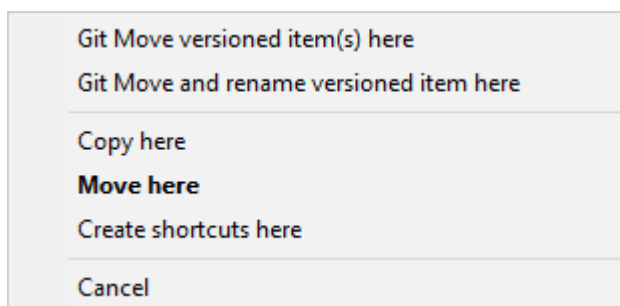 Git Move versioned item(s) here
Git Move and rename versioned item here
Copy here
Move here
Create shortcuts here
Cancel